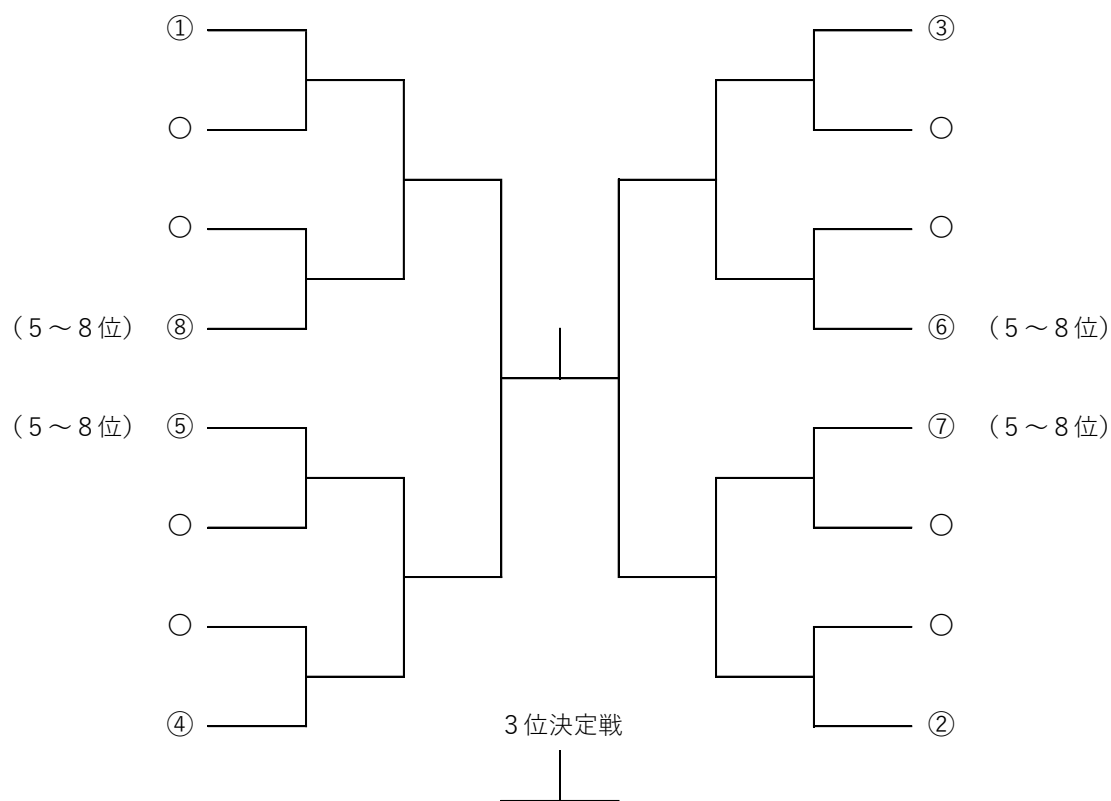 ① ③
〇 〇
〇 〇
（５～８位） ⑧ ⑥ （５～８位）
（５～８位） ⑤ ⑦ （５～８位）
〇 〇
〇 〇
④ ②
３位決定戦